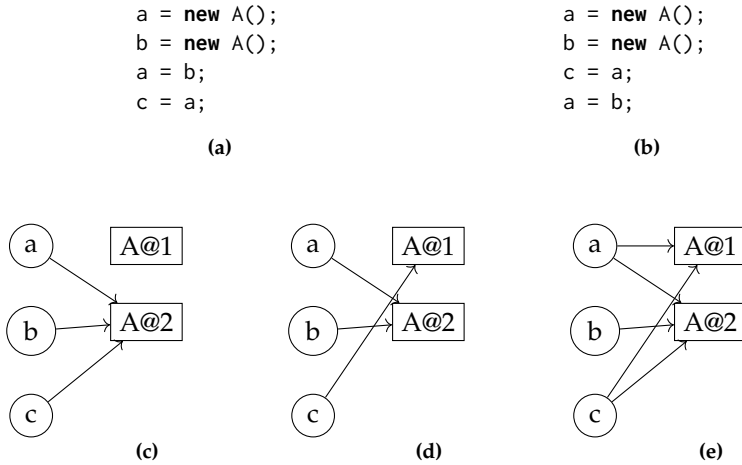 a = new A();
b = new A();
a = b;
c = a;
(a)
a = new A();
b = new A();
c = a;
a = b;
(b)
a
A@1
b
A@2
c
(c)
a
A@1
b
A@2
c
(d)
a
A@1
b
A@2
c
(e)